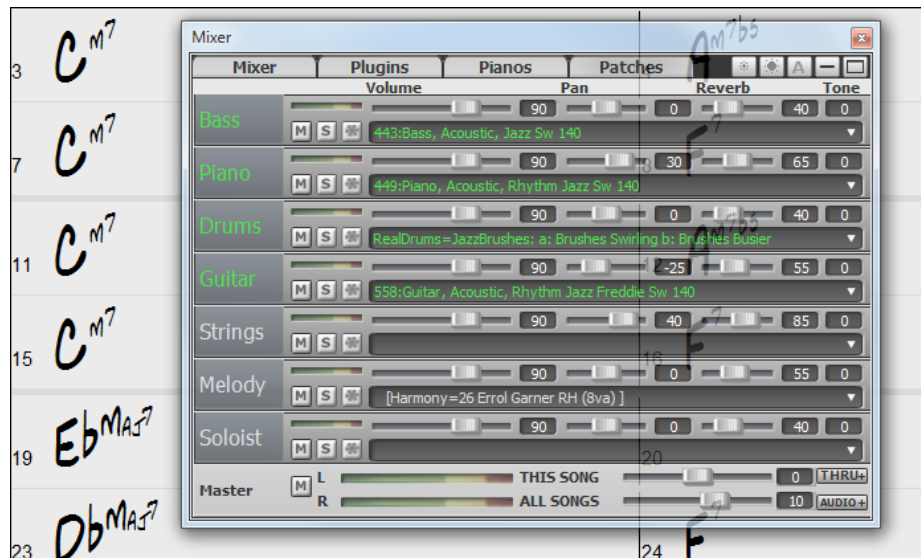 Mixer
Mixer Plugins Pianos Patches A
Volume Pan Reverb Tone
Bass 90 0 40 0
M S 443:Bass, Acoustic, Jazz Sw 140
Piano 90 30 65 0
M S 449:Piano, Acoustic, Rhythm Jazz Sw 140
Drums 90 0 40 0
M S RealDrums=JazzBrushes: a: Brushes Swirling b: Brushes Busier
Guitar 90 -25 55 0
M S 558:Guitar, Acoustic, Rhythm Jazz Freddie Sw 140
Strings 90 40 85 0
M S
Melody 90 0 55 0
M S [Harmony=26 Errol Garner RH (8va) ]
Soloist 90 0 40 0
M S
Master M L THIS SONG 0 THRU+
R ALL SONGS 10 AUDIO +
3 Cm7 Am7b5
7 Cm7 8 F7
11 Cm7 12 Am7b5
15 Cm7 16 F7
19 EbMAJ7 20
23 DbMAJ7 24 F